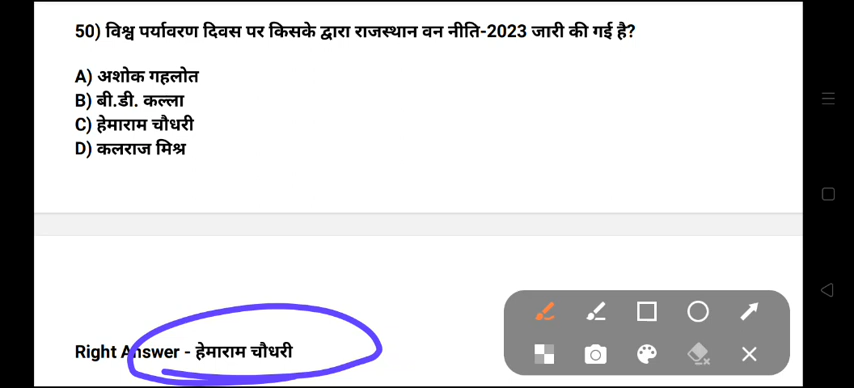 50) विश्व पर्यावरण दिवस पर किसके द्वारा राजस्थान वन नीति-2023 जारी की गई है?
A) अशोक गहलोत
B) बी.डी. कल्ला
C) हेमाराम चौधरी
D) कलराज मिश्र
Right Answer - हेमाराम चौधरी